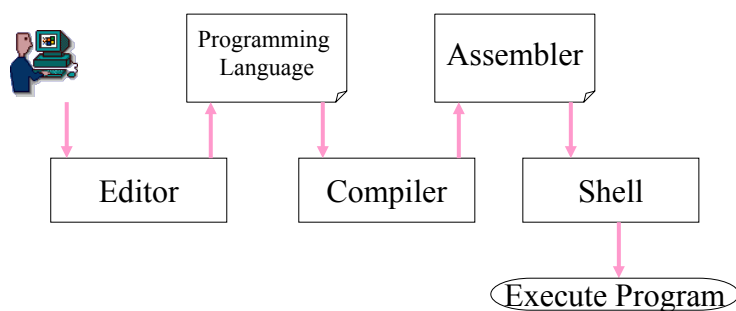 Programming
Language
Assembler
Editor
Compiler
Shell
Execute Program